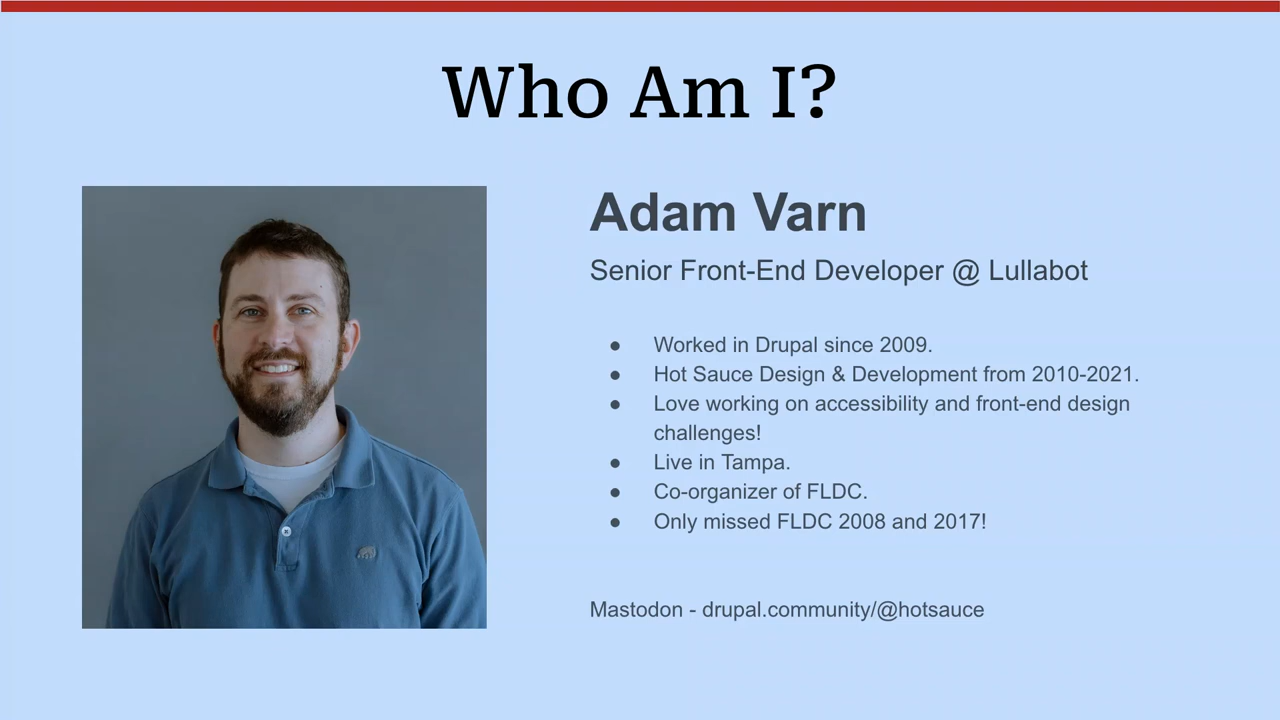 Who Am I?
Adam Varn
Senior Front-End Developer @ Lullabot
● Worked in Drupal since 2009.
● Hot Sauce Design & Development from 2010-2021.
● Love working on accessibility and front-end design
challenges!
● Live in Tampa.
● Co-organizer of FLDC.
● Only missed FLDC 2008 and 2017!
Mastodon - drupal.community/@hotsauce